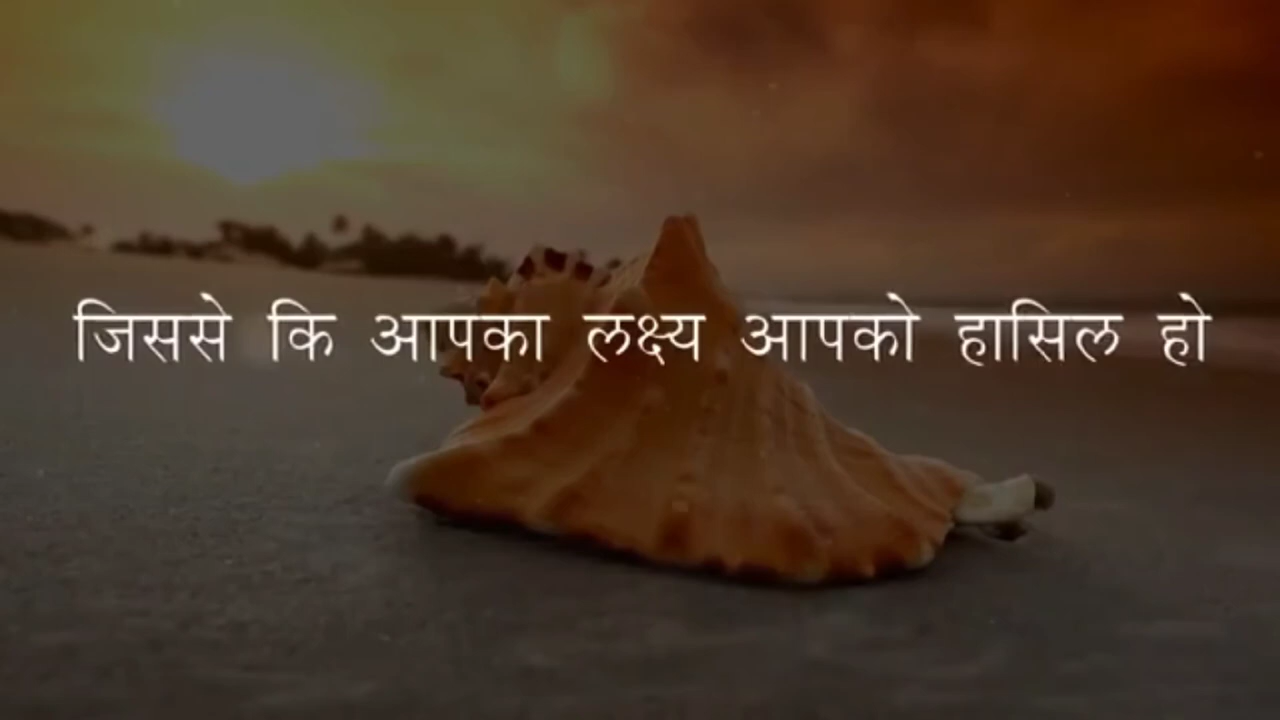 जिससे कि आपका लक्ष्य आपको हासिल हो